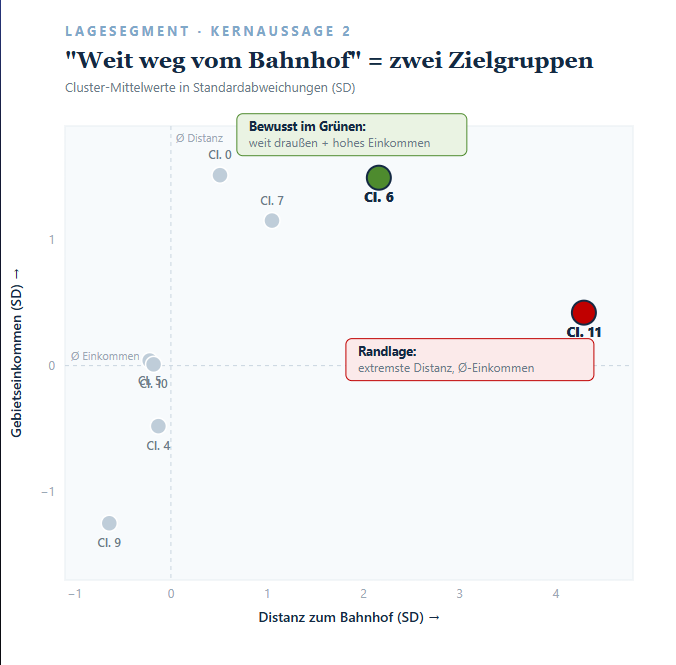 LAGESEGMENT · KERNAUSSAGE 2
"Weit weg vom Bahnhof" = zwei Zielgruppen
Cluster-Mittelwerte in Standardabweichungen (SD)
Bewusst im Grünen:
weit draußen + hohes Einkommen
Ø Distanz
Cl. 0
Cl. 6
Cl. 7
1
Cl. 11
Randlage:
extremste Distanz, Ø-Einkommen
Ø Einkommen
0
Cl. 5
Cl. 10
Cl. 4
−1
Cl. 9
Gebietseinkommen (SD) →
−1 0 1 2 3 4
Distanz zum Bahnhof (SD) →